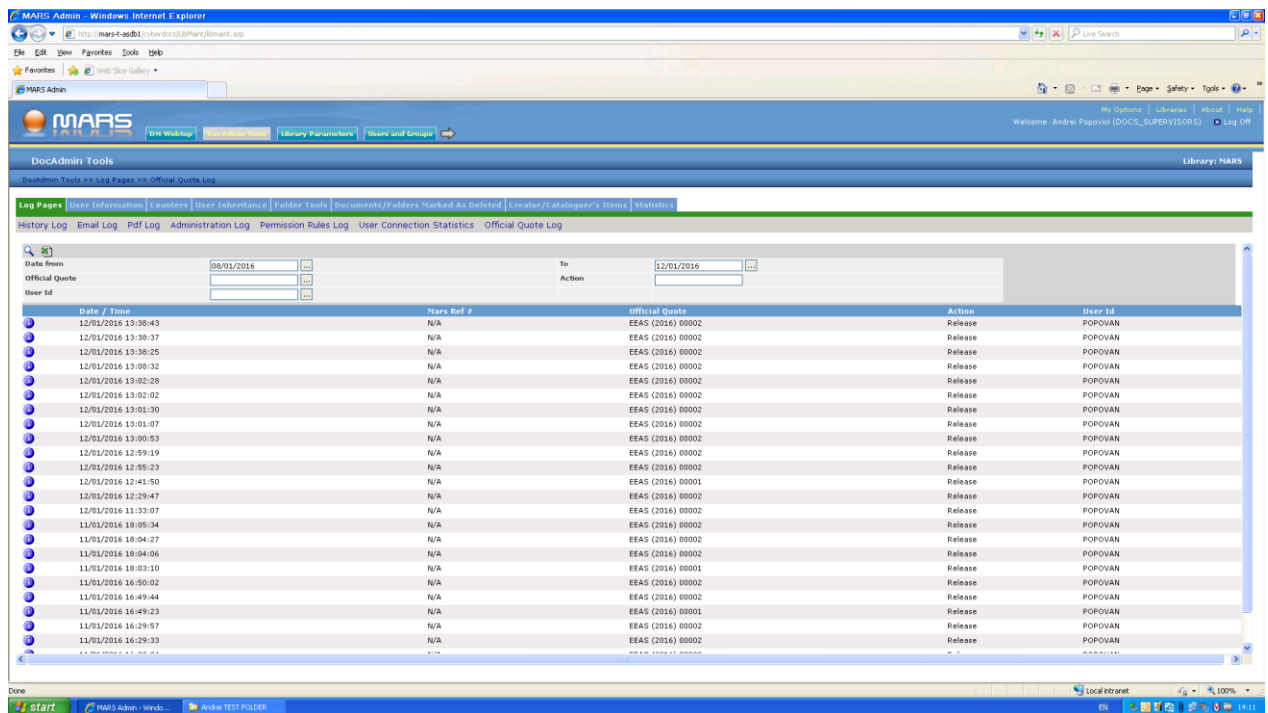 MARS Admin - Windows Internet Explorer
http://mars-t-asdb1/cyberdocs/LibMaint/libmaint.asp
Live Search
File Edit View Favorites Tools Help
Favorites Web Slice Gallery
MARS Admin
Page Safety Tools
MARS
DM Webtop DocAdmin Tools Library Parameters Users and Groups
My Options | Libraries | About | Help
Welcome Andrei Popovici (DOCS_SUPERVISORS) Log Off
DocAdmin Tools Library: MARS
DocAdmin Tools >> Log Pages >> Official Quote Log
Log Pages User Information Counters User Inheritance Folder Tools Documents/Folders Marked As Deleted Creator/Cataloguer's Items Statistics
History Log Email Log Pdf Log Administration Log Permission Rules Log User Connection Statistics Official Quote Log
Date from 08/01/2016 ... To 12/01/2016 ...
Official Quote ... Action
User Id ...
Date / Time Mars Ref # Official Quote Action User Id
12/01/2016 13:38:43 N/A EEAS (2016) 00002 Release POPOVAN
12/01/2016 13:38:37 N/A EEAS (2016) 00002 Release POPOVAN
12/01/2016 13:38:25 N/A EEAS (2016) 00002 Release POPOVAN
12/01/2016 13:08:32 N/A EEAS (2016) 00002 Release POPOVAN
12/01/2016 13:02:28 N/A EEAS (2016) 00002 Release POPOVAN
12/01/2016 13:02:02 N/A EEAS (2016) 00002 Release POPOVAN
12/01/2016 13:01:30 N/A EEAS (2016) 00002 Release POPOVAN
12/01/2016 13:01:07 N/A EEAS (2016) 00002 Release POPOVAN
12/01/2016 13:00:53 N/A EEAS (2016) 00002 Release POPOVAN
12/01/2016 12:59:19 N/A EEAS (2016) 00002 Release POPOVAN
12/01/2016 12:55:23 N/A EEAS (2016) 00002 Release POPOVAN
12/01/2016 12:41:50 N/A EEAS (2016) 00001 Release POPOVAN
12/01/2016 12:29:47 N/A EEAS (2016) 00002 Release POPOVAN
12/01/2016 11:33:07 N/A EEAS (2016) 00002 Release POPOVAN
11/01/2016 18:05:34 N/A EEAS (2016) 00002 Release POPOVAN
11/01/2016 18:04:27 N/A EEAS (2016) 00002 Release POPOVAN
11/01/2016 18:04:06 N/A EEAS (2016) 00002 Release POPOVAN
11/01/2016 18:03:10 N/A EEAS (2016) 00001 Release POPOVAN
11/01/2016 16:50:02 N/A EEAS (2016) 00002 Release POPOVAN
11/01/2016 16:49:44 N/A EEAS (2016) 00002 Release POPOVAN
11/01/2016 16:49:23 N/A EEAS (2016) 00001 Release POPOVAN
11/01/2016 16:29:57 N/A EEAS (2016) 00002 Release POPOVAN
11/01/2016 16:29:33 N/A EEAS (2016) 00002 Release POPOVAN
Done Local intranet 100%
start MARS Admin - Windo... Andrei TEST FOLDER EN 14:11